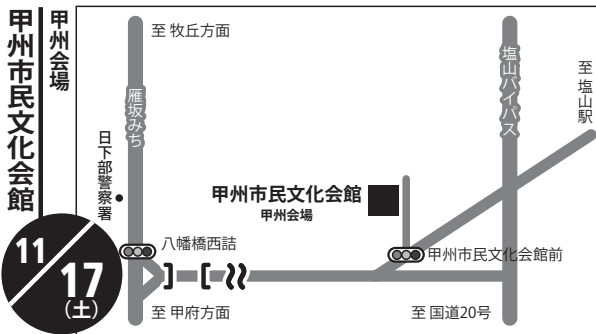 甲州会場
甲州市民文化会館
11/17
(土)
至 牧丘方面
雁坂みち
日下部警察署
八幡橋西詰
至 甲府方面
甲州市民文化会館
甲州会場
塩山バイパス
至 塩山駅
甲州市民文化会館前
至 国道20号